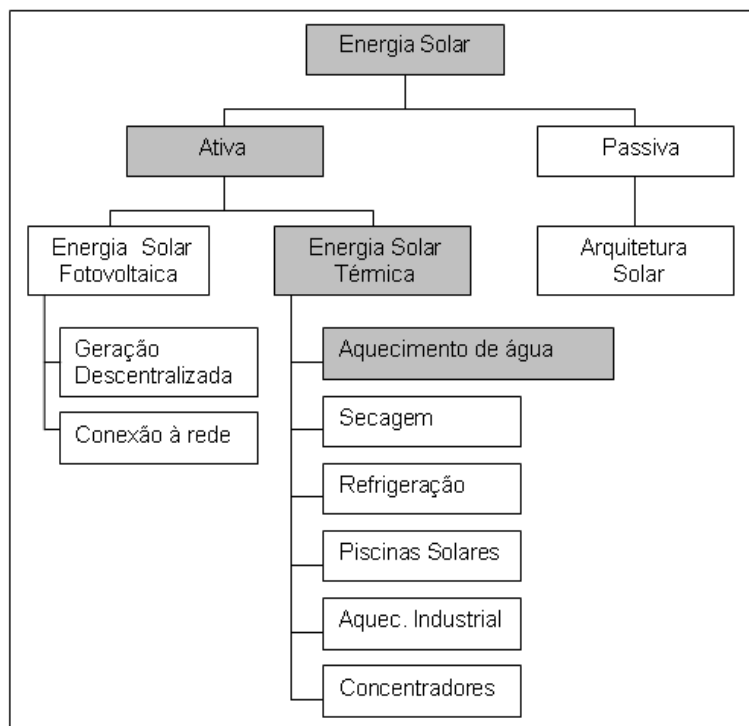 Energia Solar
Ativa
Passiva
Energia Solar
Fotovoltaica
Energia Solar
Térmica
Arquitetura
Solar
Geração
Descentralizada
Conexão à rede
Aquecimento de água
Secagem
Refrigeração
Piscinas Solares
Aquec. Industrial
Concentradores